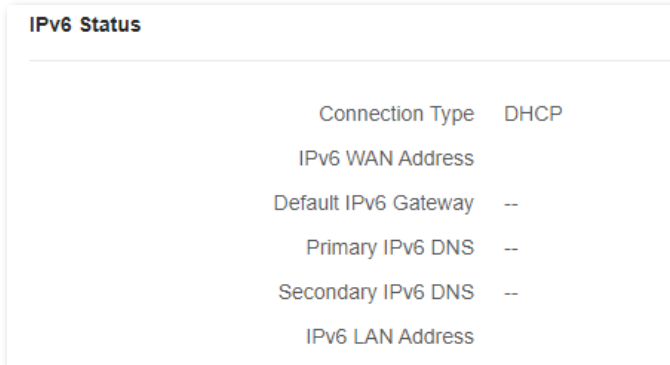 IPv6 Status
Connection Type DHCP
IPv6 WAN Address
Default IPv6 Gateway --
Primary IPv6 DNS --
Secondary IPv6 DNS --
IPv6 LAN Address